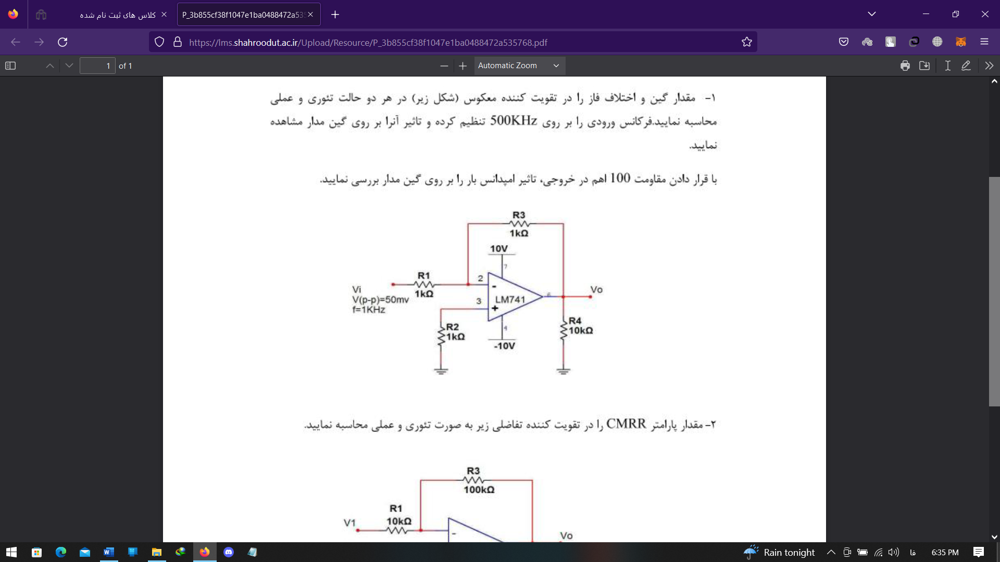 کلاس های ثبت نام شده
P_3b855cf38f1047e1ba0488472a535
https://lms.shahroodut.ac.ir/Upload/Resource/P_3b855cf38f1047e1ba0488472a535768.pdf
1 of 1
Automatic Zoom
۱- مقدار گین و اختلاف فاز را در تقویت کننده معکوس (شکل زیر) در هر دو حالت تئوری و عملی
محاسبه نمایید.فرکانس ورودی را بر روی 500KHz تنظیم کرده و تاثیر آنرا بر روی گین مدار مشاهده
نمایید.
با قرار دادن مقاومت 100 اهم در خروجی، تاثیر امپدانس بار را بر روی گین مدار بررسی نمایید.
R3
1kΩ
10V
7
R1
1kΩ
2
-
Vi
V(p-p)=50mv
f=1KHz
3
+
LM741
6
Vo
R2
1kΩ
4
-10V
R4
10kΩ
۲- مقدار پارامتر CMRR را در تقویت کننده تفاضلی زیر به صورت تئوری و عملی محاسبه نمایید.
R3
100kΩ
R1
10kΩ
V1
-
Vo
Rain tonight
فا
6:35 PM